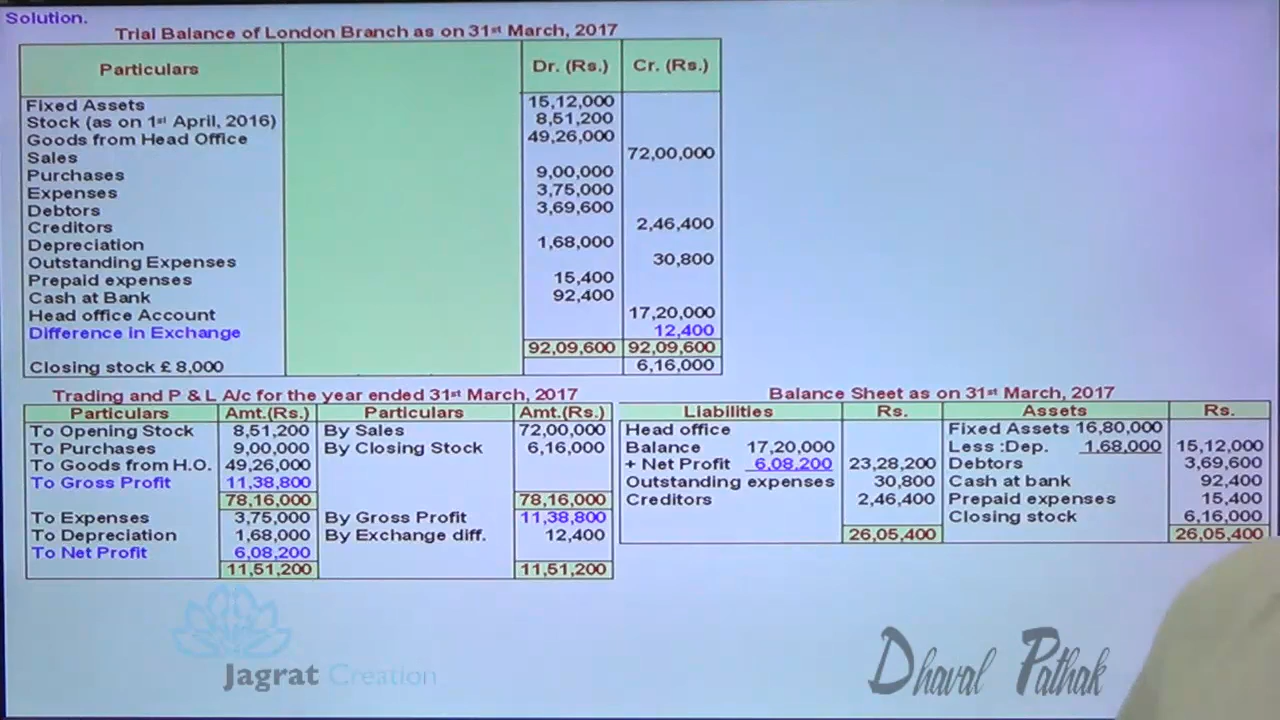 Solution.
Trial Balance of London Branch as on 31st March, 2017
Particulars Dr. (Rs.) Cr. (Rs.)
Fixed Assets 15,12,000
Stock (as on 1st April, 2016) 8,51,200
Goods from Head Office 49,26,000
Sales 72,00,000
Purchases 9,00,000
Expenses 3,75,000
Debtors 3,69,600
Creditors 2,46,400
Depreciation 1,68,000
Outstanding Expenses 30,800
Prepaid expenses 15,400
Cash at Bank 92,400
Head office Account 17,20,000
Difference in Exchange 12,400
92,09,600 92,09,600
Closing stock £ 8,000 6,16,000
Trading and P & L A/c for the year ended 31st March, 2017
Particulars Amt.(Rs.) Particulars Amt.(Rs.)
To Opening Stock 8,51,200 By Sales 72,00,000
To Purchases 9,00,000 By Closing Stock 6,16,000
To Goods from H.O. 49,26,000
To Gross Profit 11,38,800
78,16,000 78,16,000
To Expenses 3,75,000 By Gross Profit 11,38,800
To Depreciation 1,68,000 By Exchange diff. 12,400
To Net Profit 6,08,200
11,51,200 11,51,200
Balance Sheet as on 31st March, 2017
Liabilities Rs. Assets Rs.
Head office Fixed Assets 16,80,000
Balance 17,20,000 Less :Dep. 1,68,000 15,12,000
+ Net Profit 6,08,200 23,28,200 Debtors 3,69,600
Outstanding expenses 30,800 Cash at bank 92,400
Creditors 2,46,400 Prepaid expenses 15,400
Closing stock 6,16,000
26,05,400 26,05,400
Jagrat Creation
Dhaval Pathak